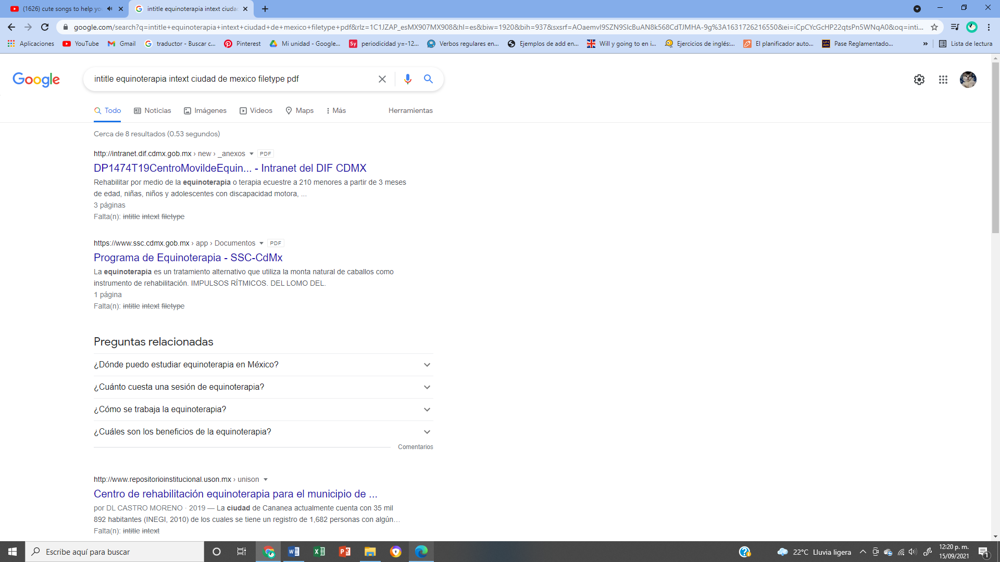 (1626) cute songs to help yo
intitle equinoterapia intext ciudad
google.com/search?q=intitle+equinoterapia+intext+ciudad+de+mexico+filetype+pdf&rlz=1C1JZAP_esMX907MX908&hl=es&biw=1920&bih=937&sxsrf=AOaemvI9SZN9SIcBuAN8k568CdTJMHA-9g%3A1631726216550&ei=iCpCYcGcHP22qtsPn5WNqA0&oq=inti...
Aplicaciones
YouTube
Gmail
traductor - Buscar c...
Pinterest
Mi unidad - Google...
Sy
periodicidad y=-12...
Verbos regulares en...
Ejemplos de add en...
Will y going to en i...
Ejercicios de inglés:...
El planificador auto...
Pase Reglamentado...
»
Lista de lectura
Google
intitle equinoterapia intext ciudad de mexico filetype pdf
Todo
Noticias
Imágenes
Vídeos
Maps
Más
Herramientas
Cerca de 8 resultados (0.53 segundos)
http://intranet.dif.cdmx.gob.mx › new › _anexos PDF
DP1474T19CentroMovildeEquin... - Intranet del DIF CDMX
Rehabilitar por medio de la equinoterapia o terapia ecuestre a 210 menores a partir de 3 meses
de edad, niñas, niños y adolescentes con discapacidad motora, ...
3 páginas
Falta(n): intitle intext filetype
https://www.ssc.cdmx.gob.mx › app › Documentos PDF
Programa de Equinoterapia - SSC-CdMx
La equinoterapia es un tratamiento alternativo que utiliza la monta natural de caballos como
instrumento de rehabilitación. IMPULSOS RÍTMICOS. DEL LOMO DEL.
1 página
Falta(n): intitle intext filetype
Preguntas relacionadas
¿Dónde puedo estudiar equinoterapia en México?
¿Cuánto cuesta una sesión de equinoterapia?
¿Cómo se trabaja la equinoterapia?
¿Cuáles son los beneficios de la equinoterapia?
Comentarios
http://www.repositorioinstitucional.uson.mx › unison
Centro de rehabilitación equinoterapia para el municipio de ...
por DL CASTRO MORENO · 2019 — La ciudad de Cananea actualmente cuenta con 35 mil
892 habitantes (INEGI, 2010) de los cuales se tiene un registro de 1,682 personas con algún...
Falta(n): intitle intext
Escribe aquí para buscar
22°C Lluvia ligera
12:20 p. m.
15/09/2021
1